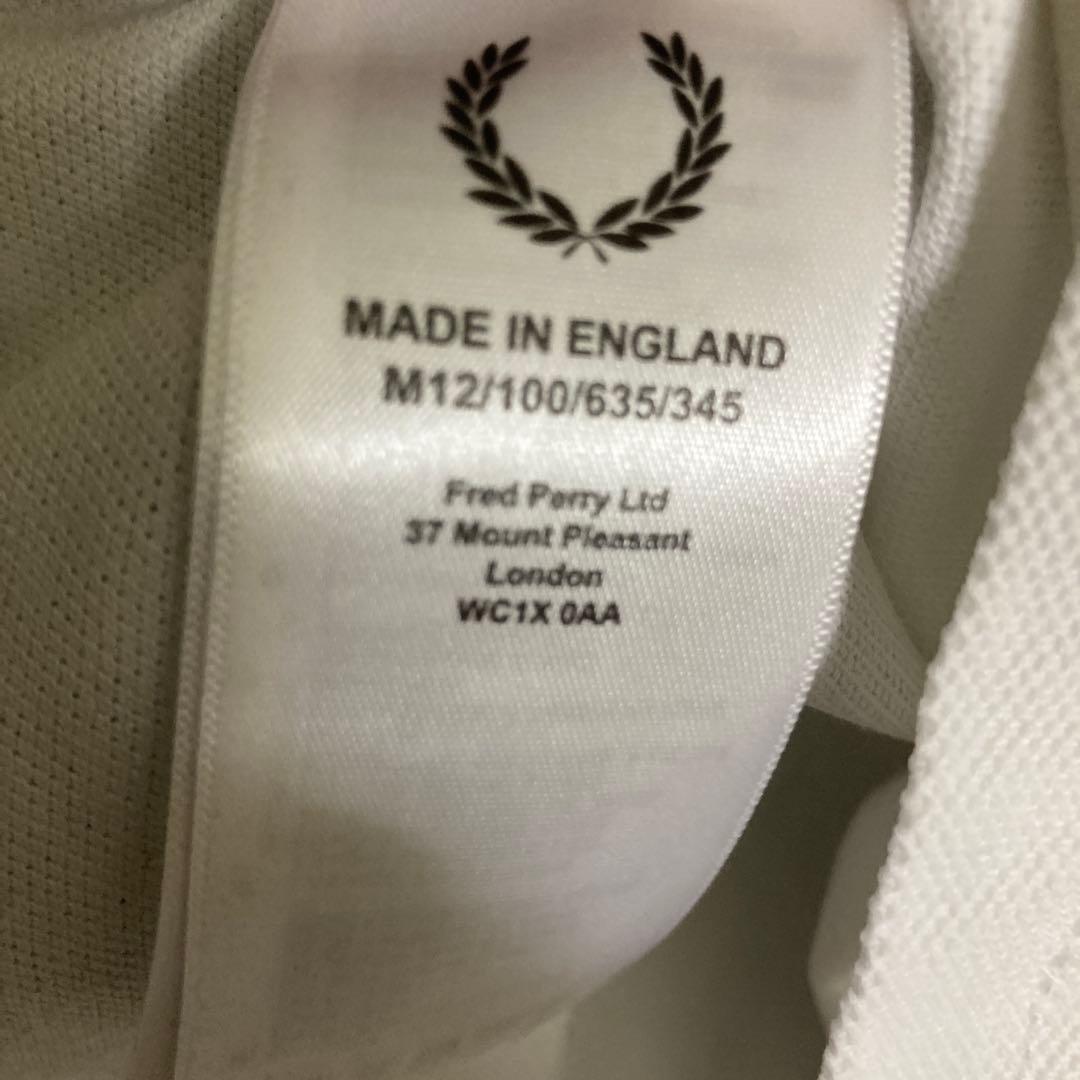 MADE IN ENGLAND
M12/100/635/345
Fred Perry Ltd
37 Mount Pleasant
London
WC1X 0AA